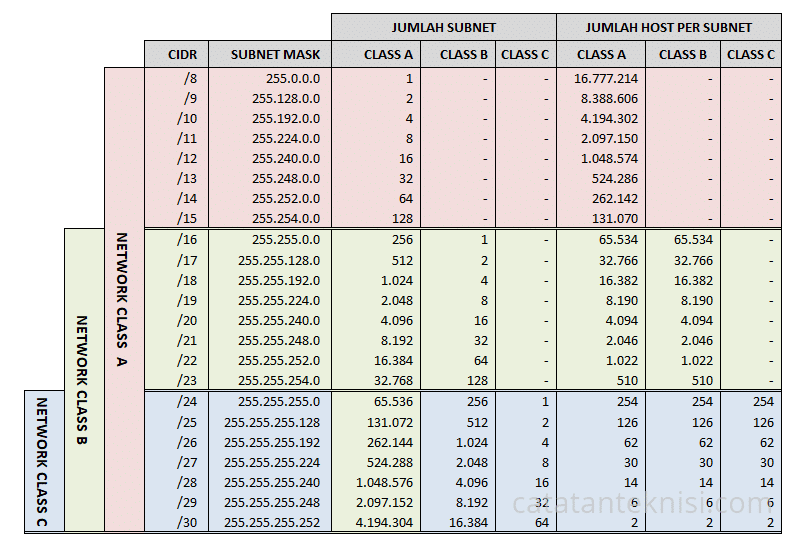 JUMLAH SUBNET JUMLAH HOST PER SUBNET
CIDR SUBNET MASK CLASS A CLASS B CLASS C CLASS A CLASS B CLASS C
/8 255.0.0.0 1 - - 16.777.214 - -
/9 255.128.0.0 2 - - 8.388.606 - -
/10 255.192.0.0 4 - - 4.194.302 - -
/11 255.224.0.0 8 - - 2.097.150 - -
/12 255.240.0.0 16 - - 1.048.574 - -
/13 255.248.0.0 32 - - 524.286 - -
/14 255.252.0.0 64 - - 262.142 - -
/15 255.254.0.0 128 - - 131.070 - -
/16 255.255.0.0 256 1 - 65.534 65.534 -
/17 255.255.128.0 512 2 - 32.766 32.766 -
/18 255.255.192.0 1.024 4 - 16.382 16.382 -
/19 255.255.224.0 2.048 8 - 8.190 8.190 -
/20 255.255.240.0 4.096 16 - 4.094 4.094 -
/21 255.255.248.0 8.192 32 - 2.046 2.046 -
/22 255.255.252.0 16.384 64 - 1.022 1.022 -
/23 255.255.254.0 32.768 128 - 510 510 -
/24 255.255.255.0 65.536 256 1 254 254 254
/25 255.255.255.128 131.072 512 2 126 126 126
/26 255.255.255.192 262.144 1.024 4 62 62 62
/27 255.255.255.224 524.288 2.048 8 30 30 30
/28 255.255.255.240 1.048.576 4.096 16 14 14 14
/29 255.255.255.248 2.097.152 8.192 32 6 6 6
/30 255.255.255.252 4.194.304 16.384 64 2 2 2
NETWORK CLASS A
NETWORK CLASS B
NETWORK CLASS C
catatanteknisi.com